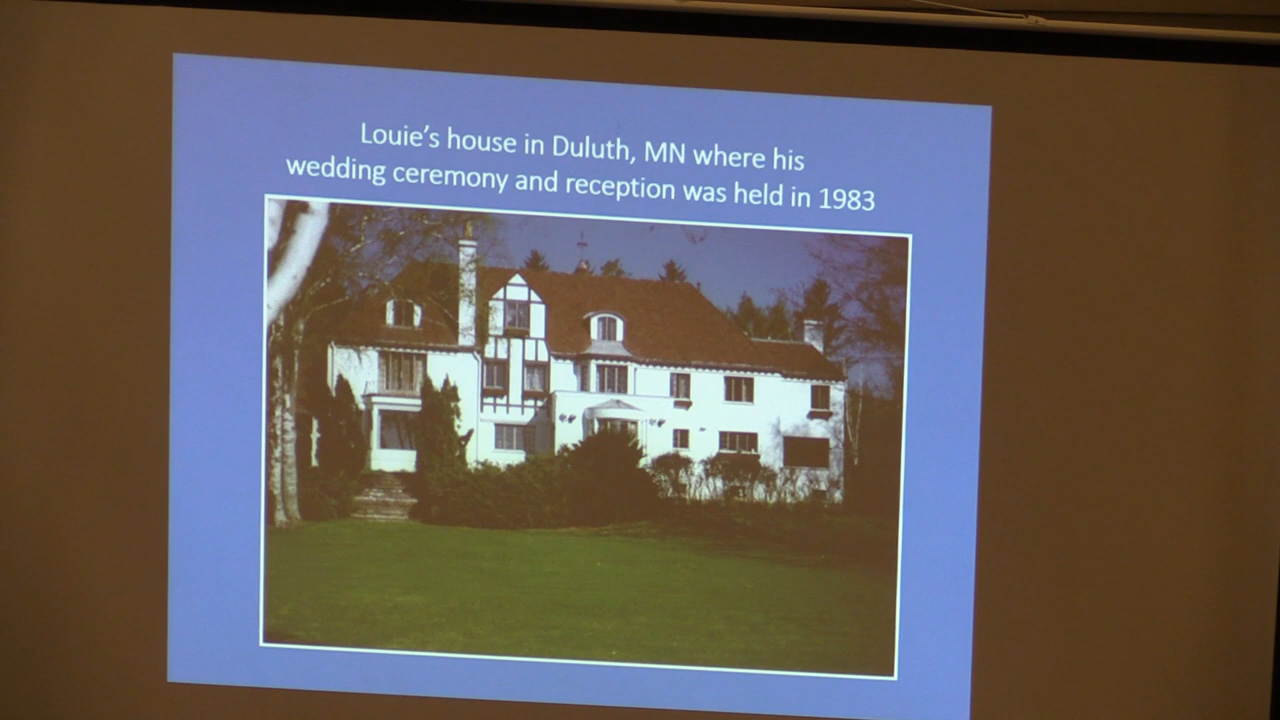 Louie's house in Duluth, MN where his
wedding ceremony and reception was held in 1983